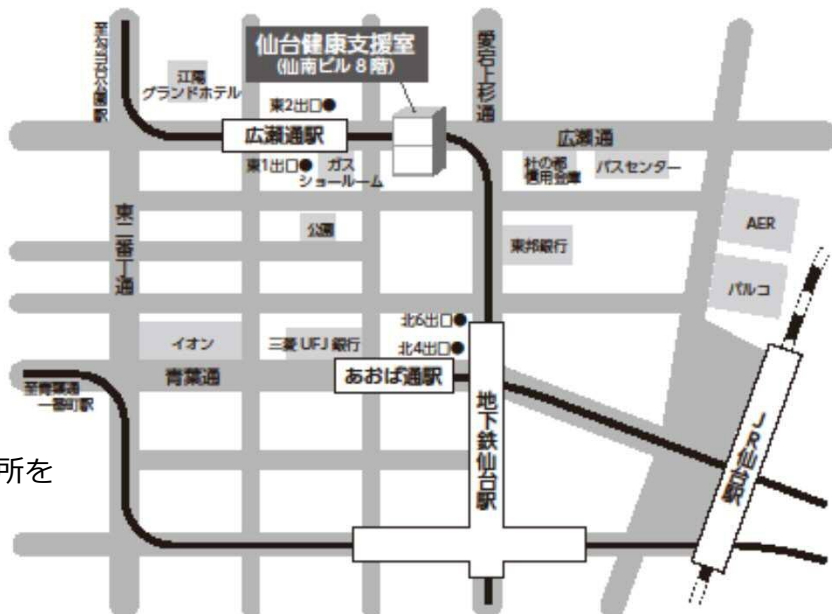 仙台健康支援室
(仙南ビル8階)
至勾当台公園駅
愛宕上杉通
江陽
グランドホテル
東2出口●
広瀬通駅
広瀬通
東1出口●
ガス
ショールーム
杜の都
信用金庫
バスセンター
東二番丁通
公園
東邦銀行
AER
パルコ
北6出口●
イオン
三菱UFJ銀行
北4出口●
青葉通
あおば通駅
至青葉通
一番町駅
地下鉄仙台駅
JR仙台駅
所を